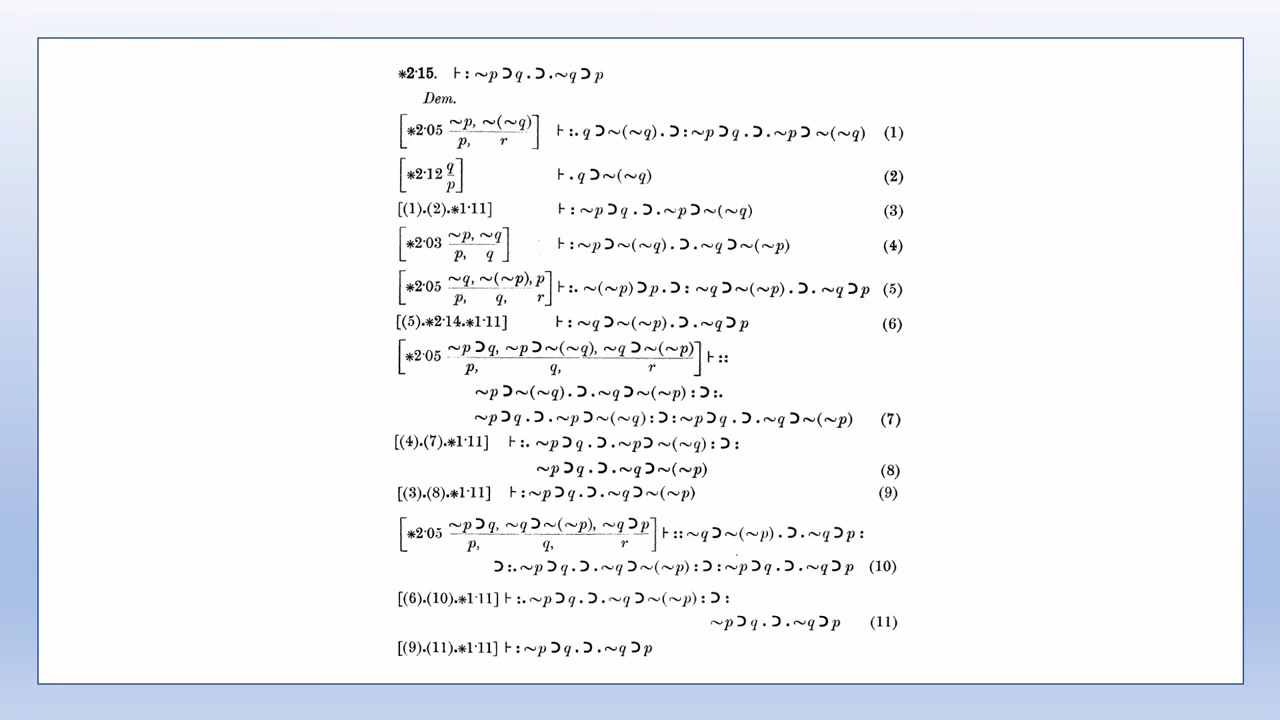 ✱2·15. ⊦ : ~p ⊃ q . ⊃ . ~q ⊃ p
Dem.
[✱2·05 ~p, ~(~q) / p, r] ⊦ :. q ⊃ ~(~q) . ⊃ : ~p ⊃ q . ⊃ . ~p ⊃ ~(~q) (1)
[✱2·12 q / p] ⊦ . q ⊃ ~(~q) (2)
[(1).(2).✱1·11] ⊦ : ~p ⊃ q . ⊃ . ~p ⊃ ~(~q) (3)
[✱2·03 ~p, ~q / p, q] ⊦ : ~p ⊃ ~(~q) . ⊃ . ~q ⊃ ~(~p) (4)
[✱2·05 ~q, ~(~p), p / p, q, r] ⊦ :. ~(~p) ⊃ p . ⊃ : ~q ⊃ ~(~p) . ⊃ . ~q ⊃ p (5)
[(5).✱2·14.✱1·11] ⊦ : ~q ⊃ ~(~p) . ⊃ . ~q ⊃ p (6)
[✱2·05 ~p ⊃ q, ~p ⊃ ~(~q), ~q ⊃ ~(~p) / p, q, r] ⊦ ::
~p ⊃ ~(~q) . ⊃ . ~q ⊃ ~(~p) : ⊃ :.
~p ⊃ q . ⊃ . ~p ⊃ ~(~q) : ⊃ : ~p ⊃ q . ⊃ . ~q ⊃ ~(~p) (7)
[(4).(7).✱1·11] ⊦ :. ~p ⊃ q . ⊃ . ~p ⊃ ~(~q) : ⊃ :
~p ⊃ q . ⊃ . ~q ⊃ ~(~p) (8)
[(3).(8).✱1·11] ⊦ : ~p ⊃ q . ⊃ . ~q ⊃ ~(~p) (9)
[✱2·05 ~p ⊃ q, ~q ⊃ ~(~p), ~q ⊃ p / p, q, r] ⊦ :: ~q ⊃ ~(~p) . ⊃ . ~q ⊃ p :
⊃ :. ~p ⊃ q . ⊃ . ~q ⊃ ~(~p) : ⊃ : ~p ⊃ q . ⊃ . ~q ⊃ p (10)
[(6).(10).✱1·11] ⊦ :. ~p ⊃ q . ⊃ . ~q ⊃ ~(~p) : ⊃ :
~p ⊃ q . ⊃ . ~q ⊃ p (11)
[(9).(11).✱1·11] ⊦ : ~p ⊃ q . ⊃ . ~q ⊃ p